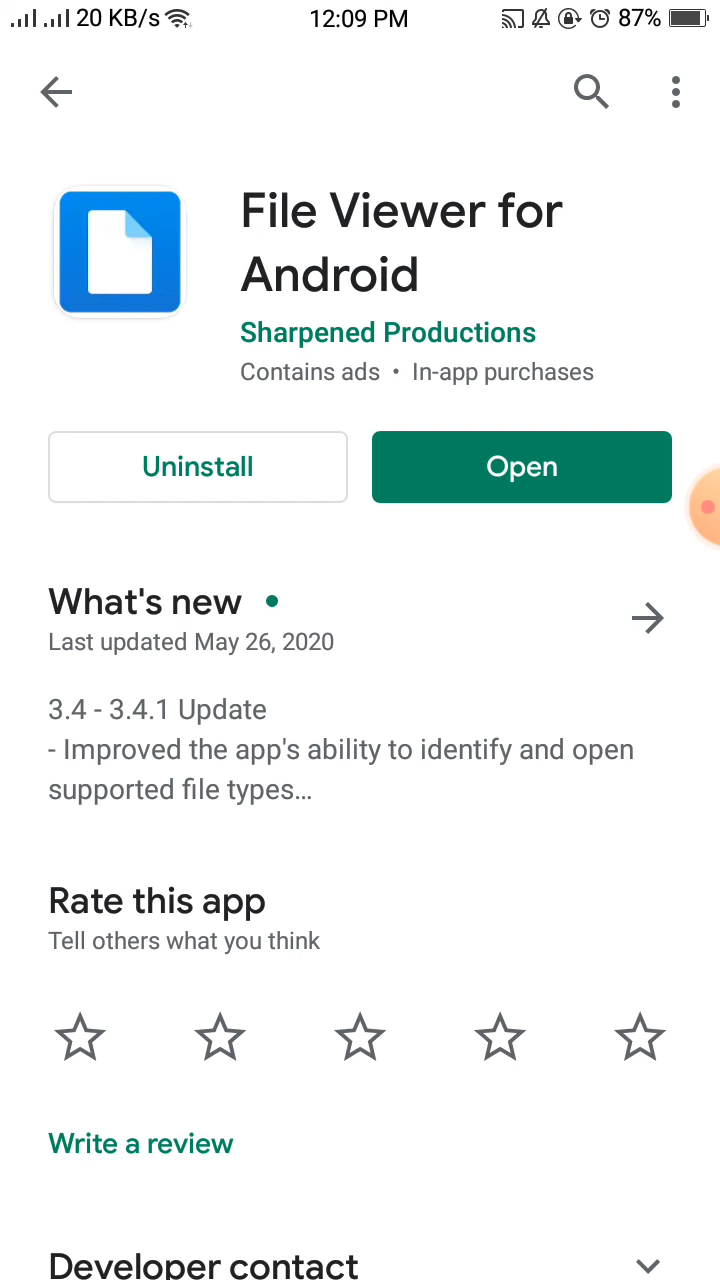 20 KB/s 12:09 PM 87%
File Viewer for
Android
Sharpened Productions
Contains ads • In-app purchases
Uninstall
Open
What's new •
Last updated May 26, 2020
3.4 - 3.4.1 Update
- Improved the app's ability to identify and open
supported file types…
Rate this app
Tell others what you think
Write a review
Developer contact